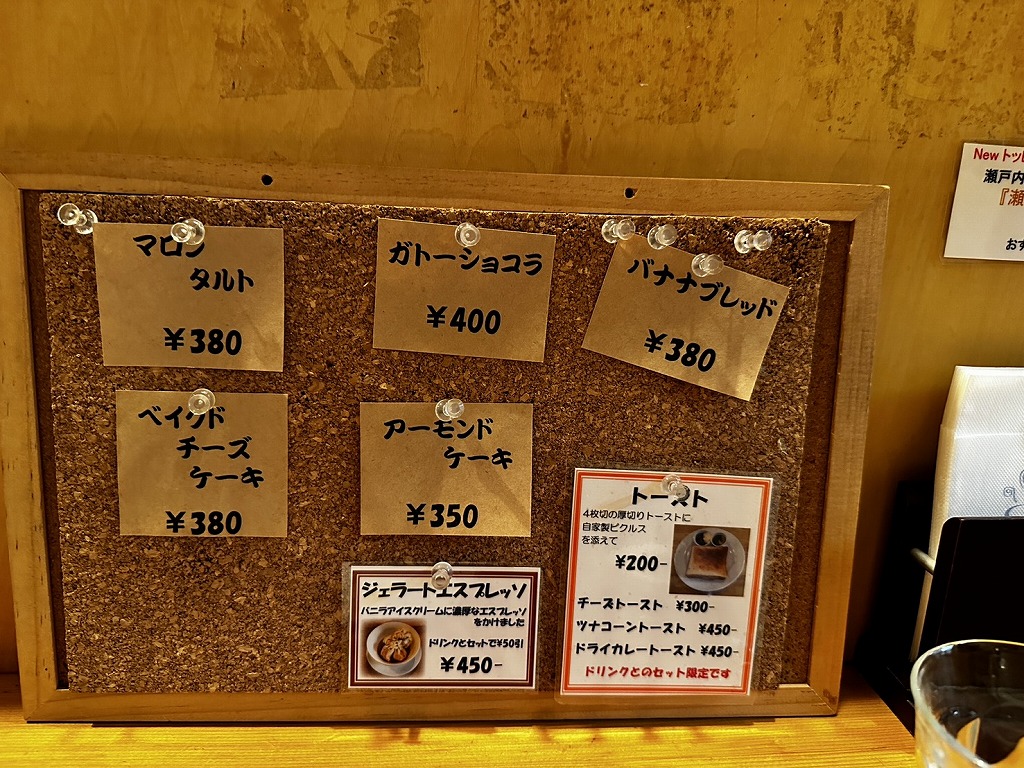 マロン
タルト
¥380
ガトーショコラ
¥400
バナナブレッド
¥380
ベイクド
チーズ
ケーキ
¥380
アーモンド
ケーキ
¥350
ジェラートエスプレッソ
バニラアイスクリームに濃厚なエスプレッソ
をかけました
ドリンクとセットで¥50引
¥450-
トースト
4枚切の厚切りトーストに
自家製ピクルス
を添えて
¥200-
チーズトースト ¥300-
ツナコーントースト ¥450-
ドライカレートースト ¥450-
ドリンクとのセット限定です
New トッ
瀬戸内
『瀬
おす